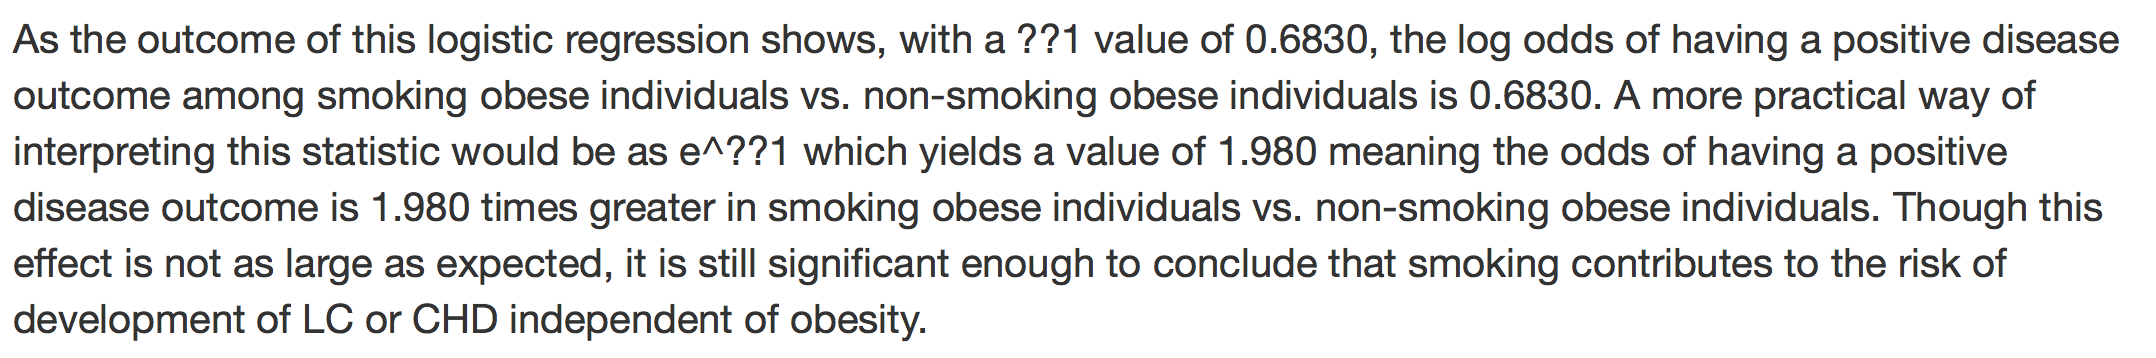 As the outcome of this logistic regression shows, with a ??1 value of 0.6830, the log odds of having a positive disease
outcome among smoking obese individuals vs. non-smoking obese individuals is 0.6830. A more practical way of
interpreting this statistic would be as e^??1 which yields a value of 1.980 meaning the odds of having a positive
disease outcome is 1.980 times greater in smoking obese individuals vs. non-smoking obese individuals. Though this
effect is not as large as expected, it is still significant enough to conclude that smoking contributes to the risk of
development of LC or CHD independent of obesity.